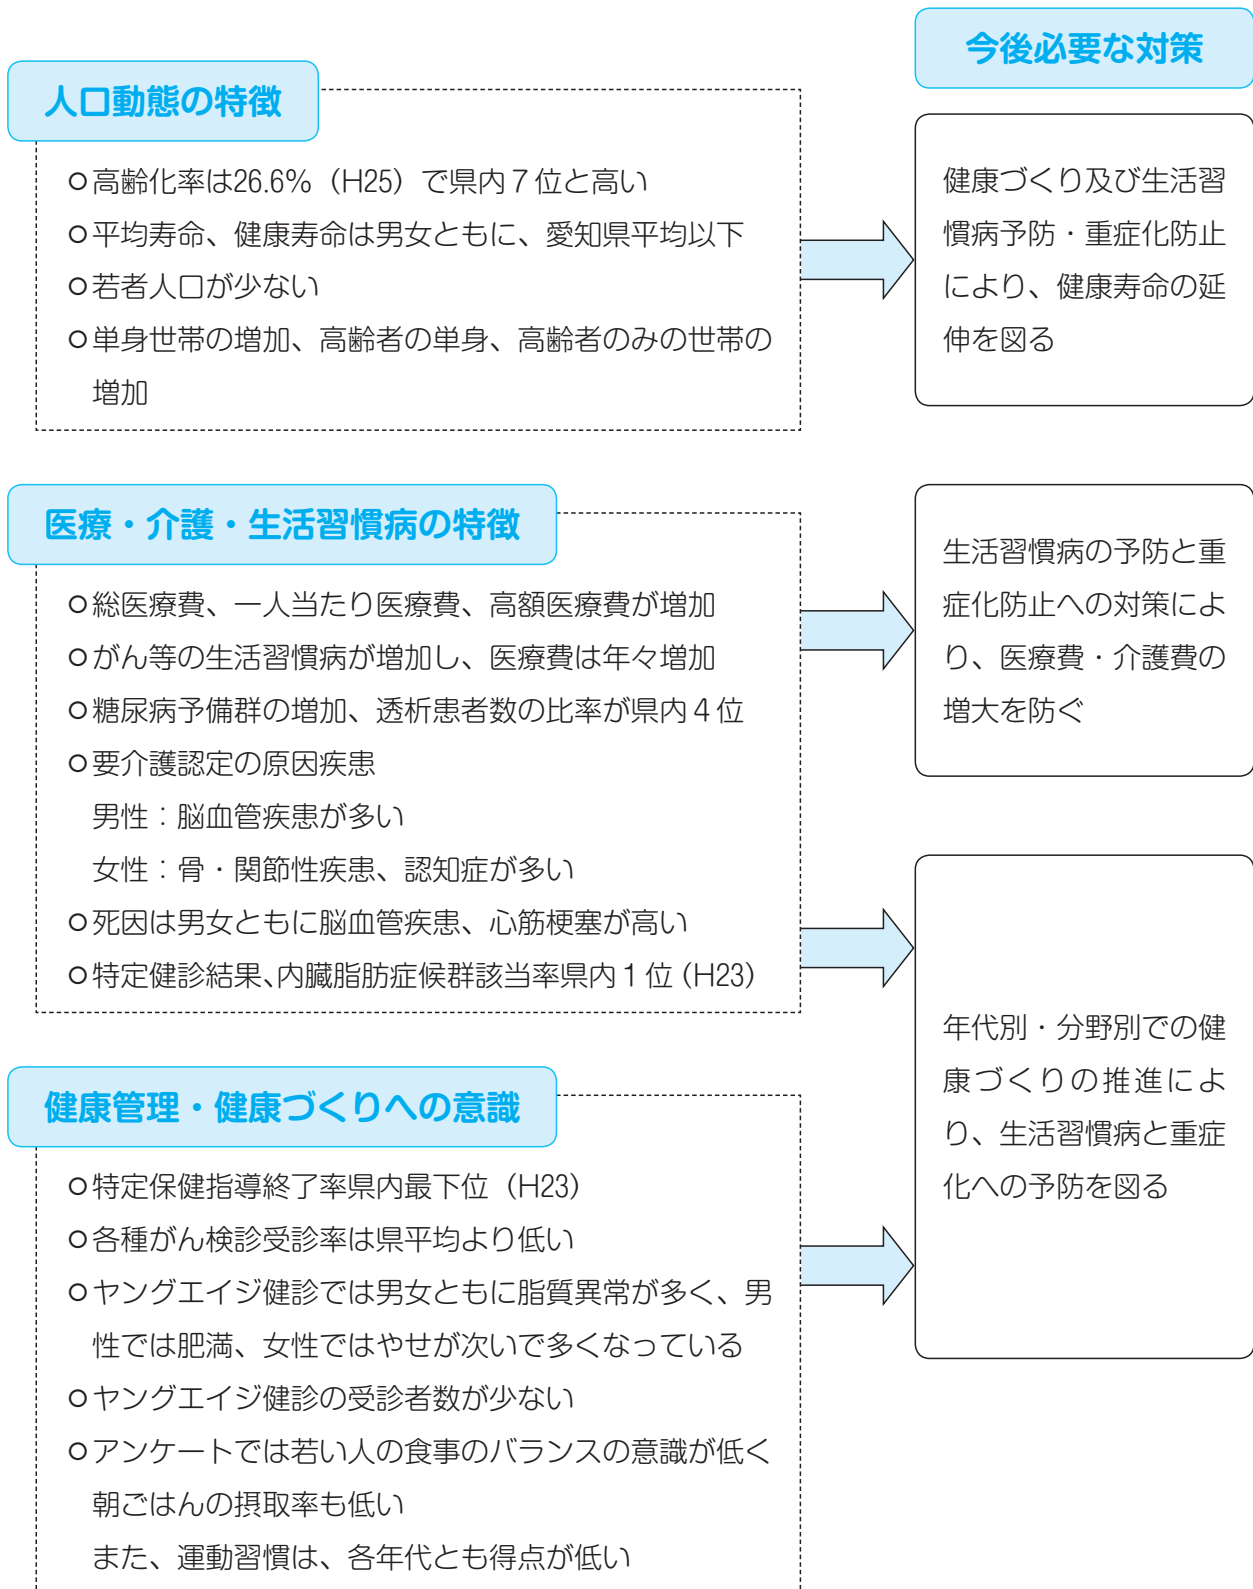 今後必要な対策
人口動態の特徴
○高齢化率は26.6%（H25）で県内７位と高い
○平均寿命、健康寿命は男女ともに、愛知県平均以下
○若者人口が少ない
○単身世帯の増加、高齢者の単身、高齢者のみの世帯の
増加
健康づくり及び生活習
慣病予防・重症化防止
により、健康寿命の延
伸を図る
医療・介護・生活習慣病の特徴
○総医療費、一人当たり医療費、高額医療費が増加
○がん等の生活習慣病が増加し、医療費は年々増加
○糖尿病予備群の増加、透析患者数の比率が県内４位
○要介護認定の原因疾患
男性：脳血管疾患が多い
女性：骨・関節性疾患、認知症が多い
○死因は男女ともに脳血管疾患、心筋梗塞が高い
○特定健診結果、内臓脂肪症候群該当率県内１位（H23）
生活習慣病の予防と重
症化防止への対策によ
り、医療費・介護費の
増大を防ぐ
健康管理・健康づくりへの意識
○特定保健指導終了率県内最下位（H23）
○各種がん検診受診率は県平均より低い
○ヤングエイジ健診では男女ともに脂質異常が多く、男
性では肥満、女性ではやせが次いで多くなっている
○ヤングエイジ健診の受診者数が少ない
○アンケートでは若い人の食事のバランスの意識が低く
朝ごはんの摂取率も低い
また、運動習慣は、各年代とも得点が低い
年代別・分野別での健
康づくりの推進によ
り、生活習慣病と重症
化への予防を図る